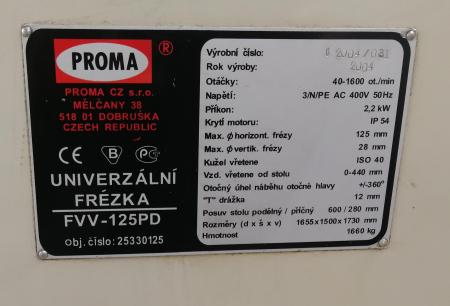 PROMA ®
PROMA CZ s.r.o.
MĚLČANY 38
518 01 DOBRUŠKA
CZECH REPUBLIC
CE B
UNIVERZÁLNÍ
FRÉZKA
FVV-125PD
Obj. číslo: 25330125
Výrobní číslo:
Rok výroby: 2004
Otáčky: 40-1600 ot./min
Napětí: 3/N/PE AC 400V 50Hz
Příkon: 2,2 kW
Krytí motoru: IP 54
Max. ϕ horizont. frézy 125 mm
Max. ϕ vertik. frézy 28 mm
Kužel vřetene ISO 40
Vzd. vřetene od stolu 0-440 mm
Otočný úhel náběhu otočné hlavy +/-360°
"T" drážka 12 mm
Posuv stolu podélný / příčný 600 / 280 mm
Rozměry (d x š x v) 1655x1500x1730 mm
Hmotnost 1660 kg